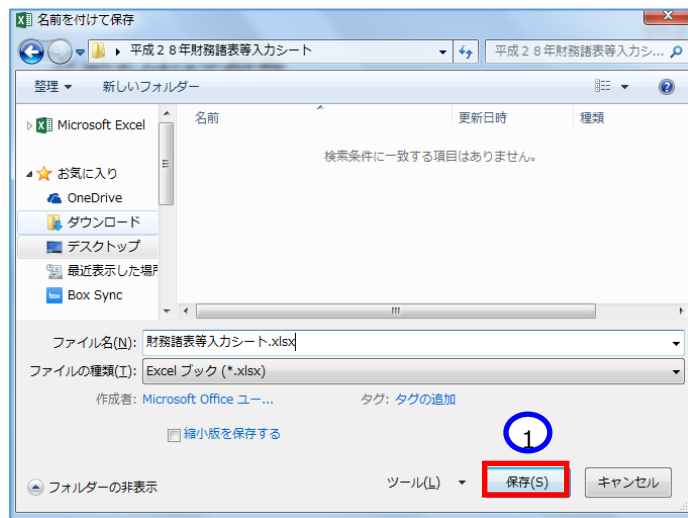 名前を付けて保存
平成２８年財務諸表等入力シート
平成２８年財務諸表等入力シ...
整理 新しいフォルダー
名前 更新日時 種類
Microsoft Excel
検索条件に一致する項目はありません。
お気に入り
OneDrive
ダウンロード
デスクトップ
最近表示した場所
Box Sync
ファイル名(N): 財務諸表等入力シート.xlsx
ファイルの種類(T): Excel ブック (*.xlsx)
作成者: Microsoft Office ユー... タグ: タグの追加
縮小版を保存する
1
フォルダーの非表示 ツール(L) 保存(S) キャンセル